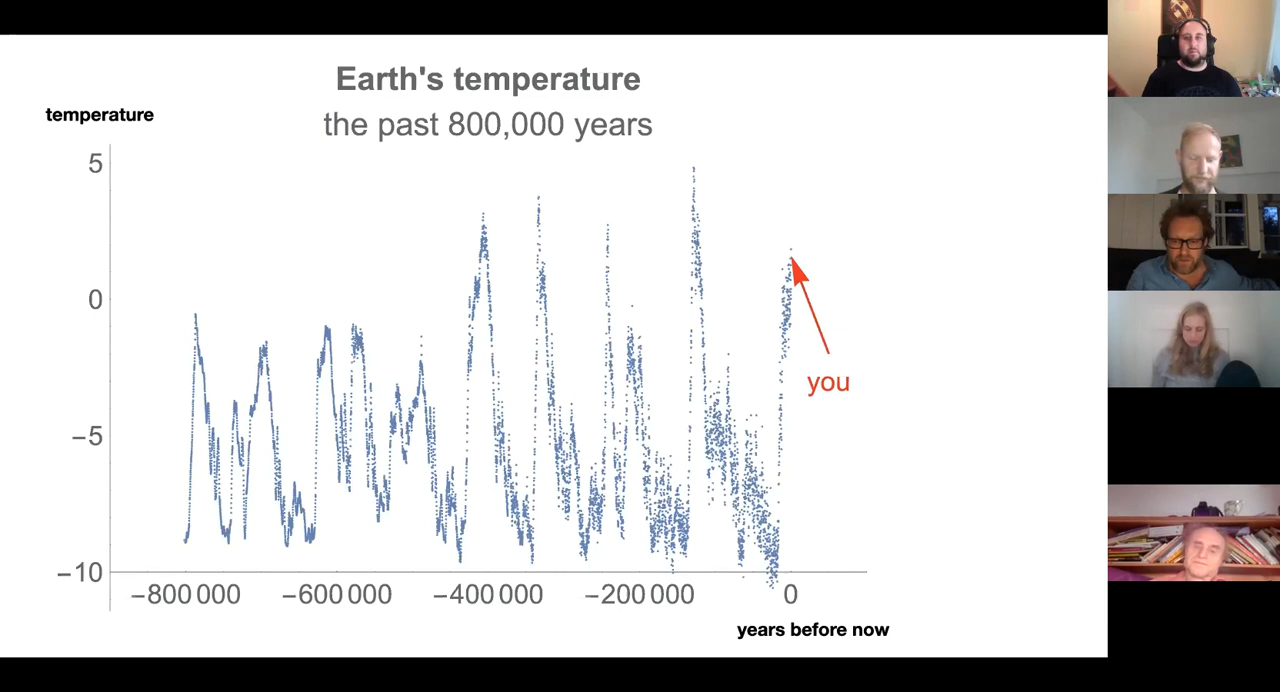 Earth's temperature
the past 800,000 years
temperature
5
0
−5
−10
−800 000 −600 000 −400 000 −200 000 0
years before now
you